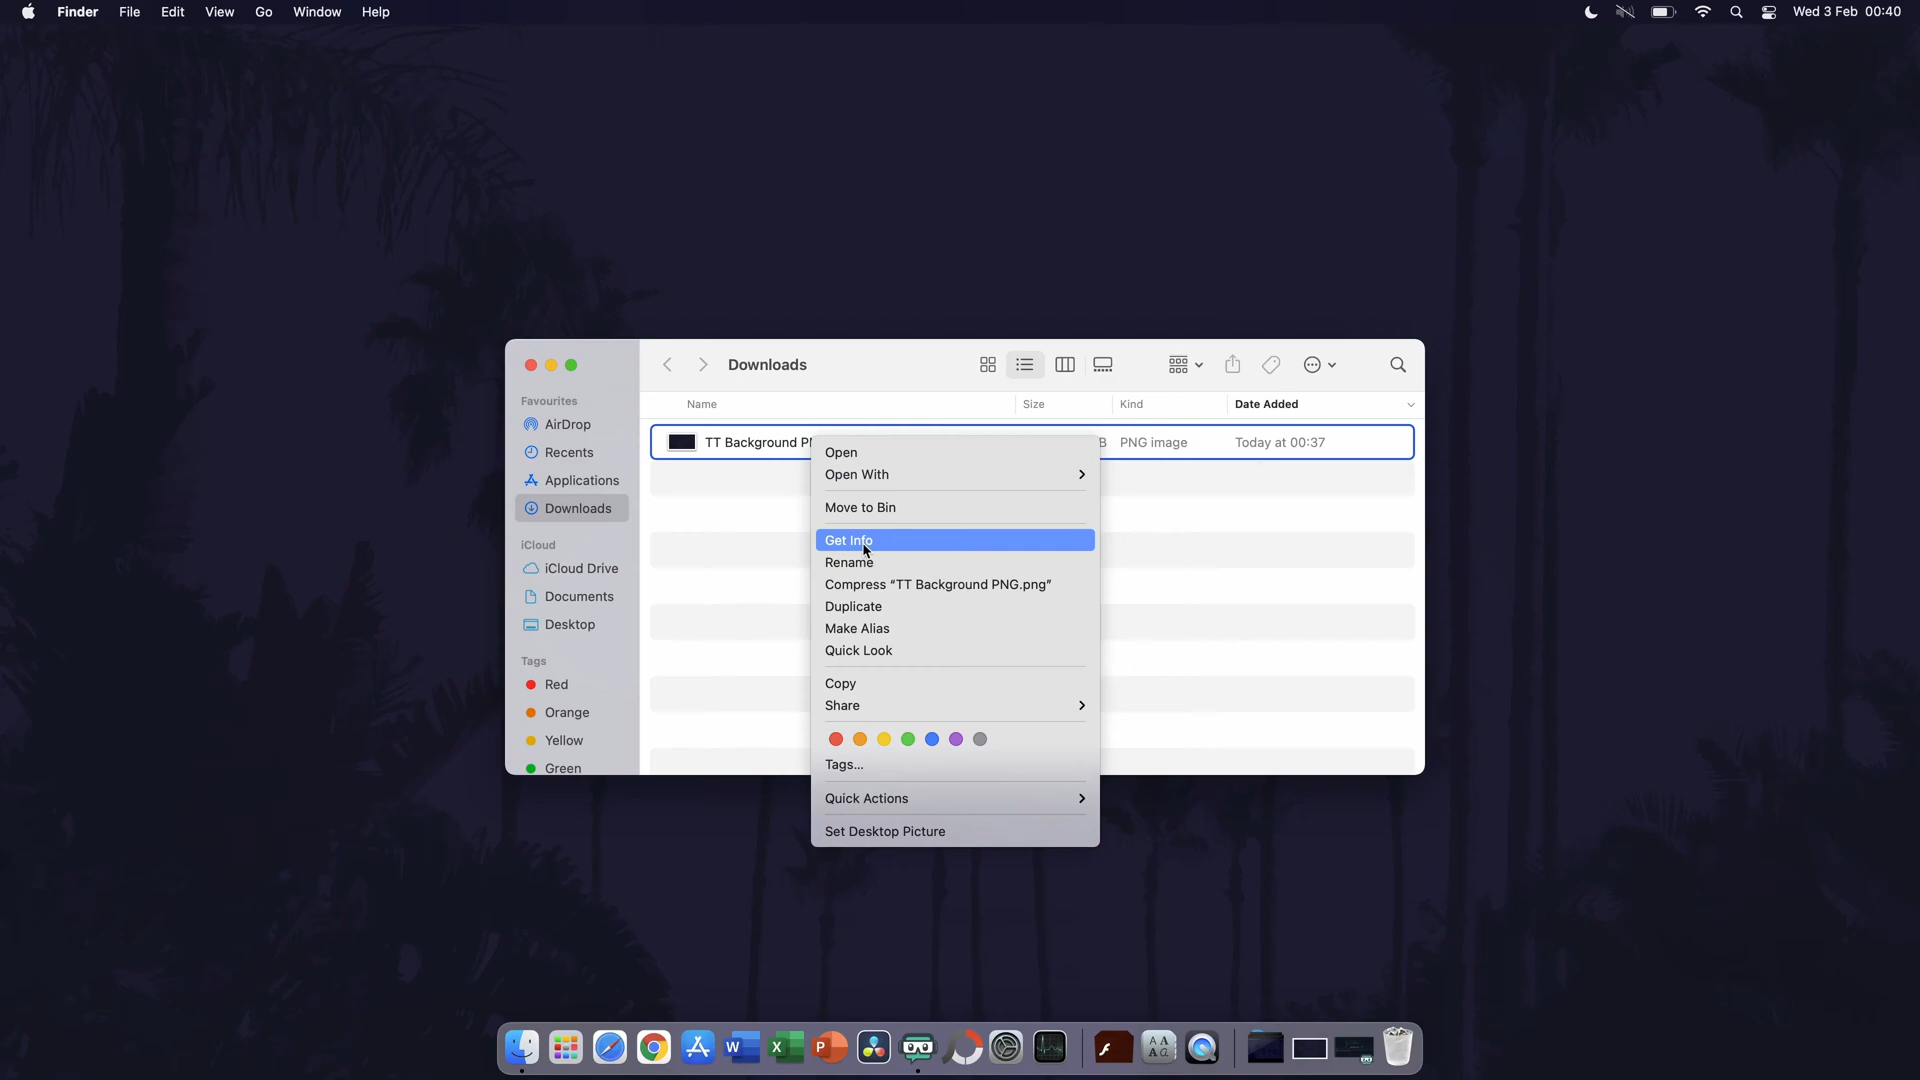 Finder File Edit View Go Window Help
Wed 3 Feb 00:40
Downloads
Favourites
AirDrop
Recents
Applications
Downloads
iCloud
iCloud Drive
Documents
Desktop
Tags
Red
Orange
Yellow
Green
Name Size Kind Date Added
TT Background P B PNG image Today at 00:37
Open
Open With
Move to Bin
Get Info
Rename
Compress “TT Background PNG.png”
Duplicate
Make Alias
Quick Look
Copy
Share
Tags...
Quick Actions
Set Desktop Picture
W X P
AA
AG